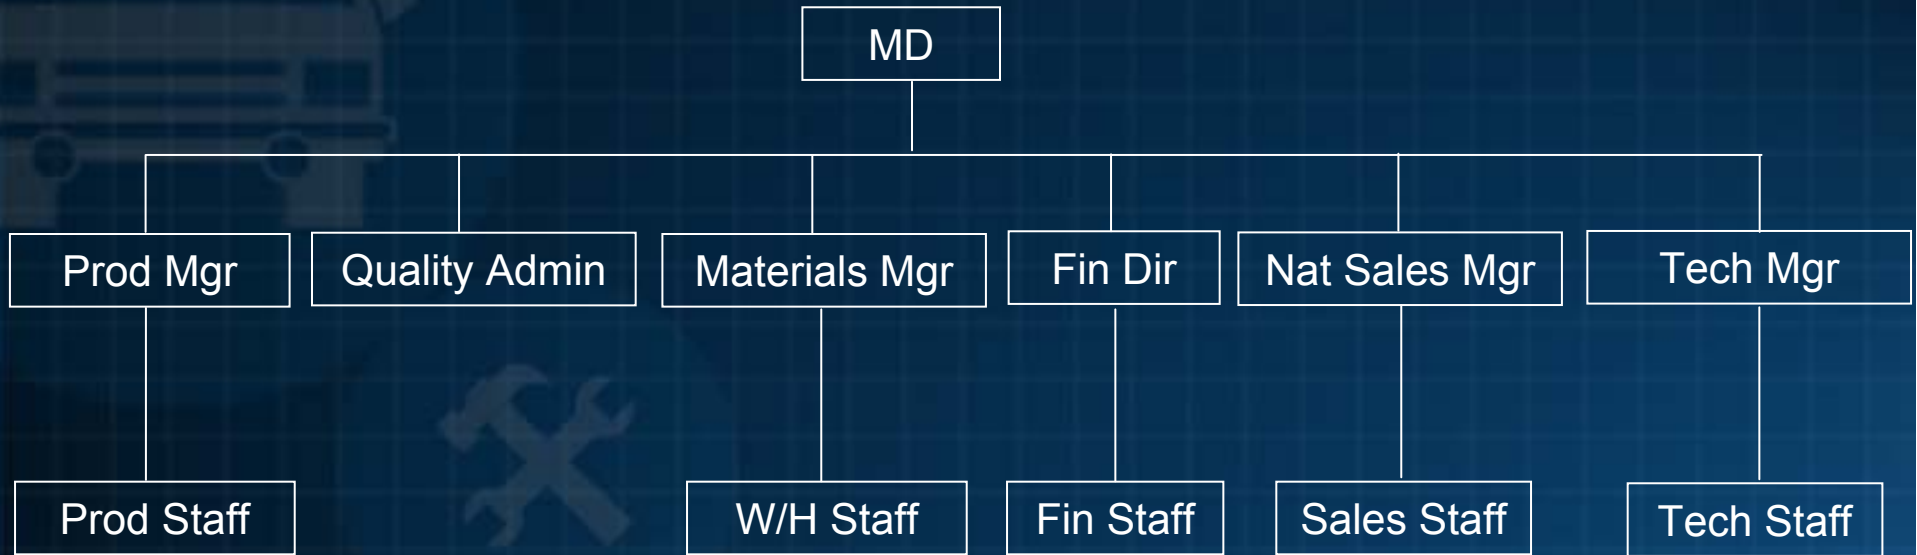 MD
Prod Mgr
Quality Admin
Materials Mgr
Fin Dir
Nat Sales Mgr
Tech Mgr
Prod Staff
W/H Staff
Fin Staff
Sales Staff
Tech Staff